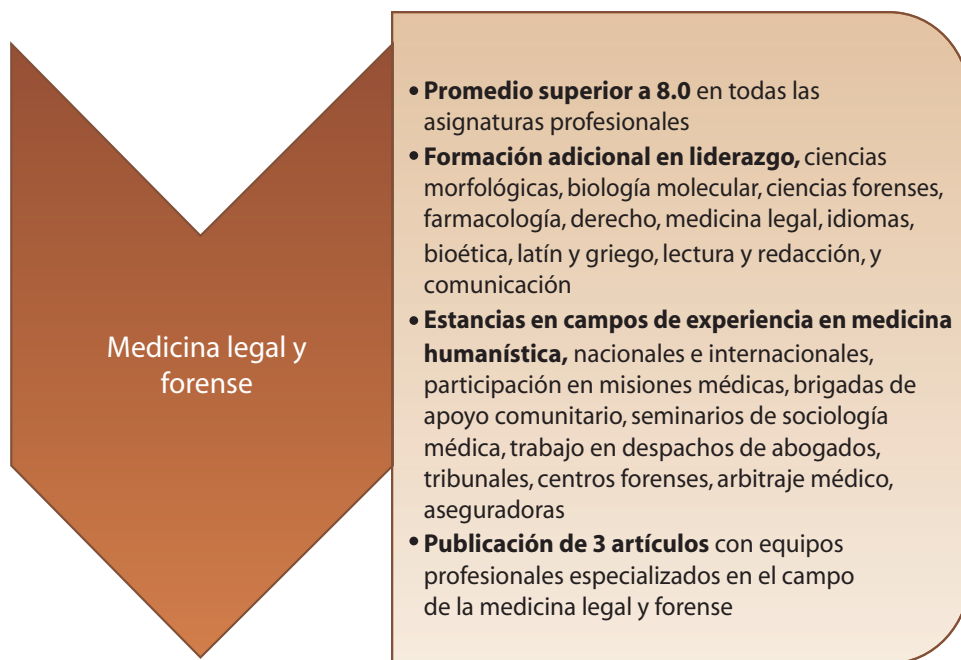 Medicina legal y
forense
• Promedio superior a 8.0 en todas las
asignaturas profesionales
• Formación adicional en liderazgo, ciencias
morfológicas, biología molecular, ciencias forenses,
farmacología, derecho, medicina legal, idiomas,
bioética, latín y griego, lectura y redacción, y
comunicación
• Estancias en campos de experiencia en medicina
humanística, nacionales e internacionales,
participación en misiones médicas, brigadas de
apoyo comunitario, seminarios de sociología
médica, trabajo en despachos de abogados,
tribunales, centros forenses, arbitraje médico,
aseguradoras
• Publicación de 3 artículos con equipos
profesionales especializados en el campo
de la medicina legal y forense